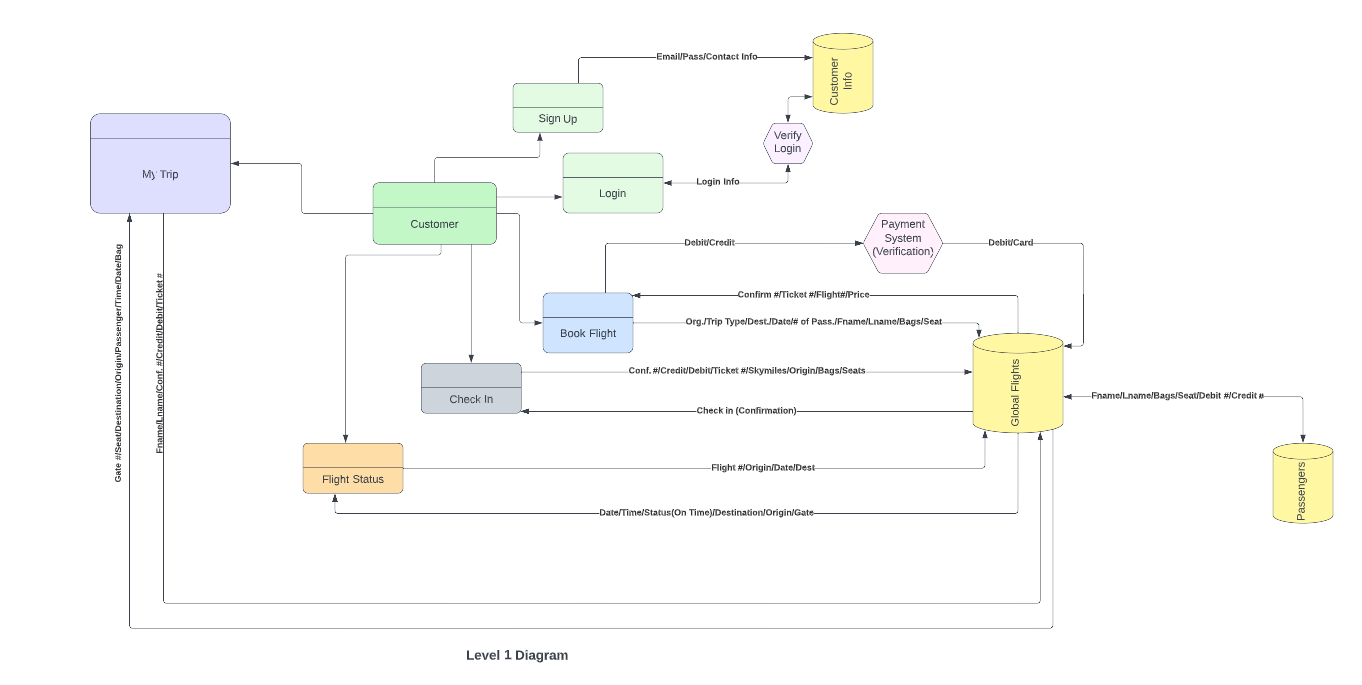 Email/Pass/Contact Info
Customer
Info
Sign Up
Verify
Login
My Trip
Login Info
Login
Customer
Payment
System
(Verification)
Debit/Credit
Debit/Card
Gate #/Seat/Destination/Origin/Passenger/Time/Date/Bag
Fname/Lname/Conf. #/Credit/Debit/Ticket #
Confirm #/Ticket #/Flight#/Price
Org./Trip Type/Dest./Date/# of Pass./Fname/Lname/Bags/Seat
Book Flight
Global Flights
Conf. #/Credit/Debit/Ticket #/Skymiles/Origin/Bags/Seats
Check In
Check in (Confirmation)
Fname/Lname/Bags/Seat/Debit #/Credit #
Flight #/Origin/Date/Dest
Flight Status
Passengers
Date/Time/Status(On Time)/Destination/Origin/Gate
Level 1 Diagram